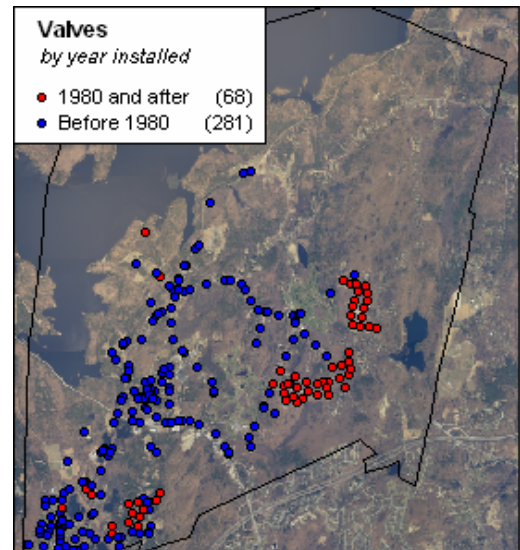 Valves
by year installed
1980 and after (68)
Before 1980 (281)